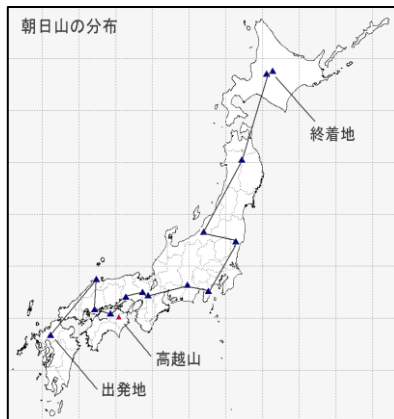 朝日山の分布
終着地
高越山
出発地